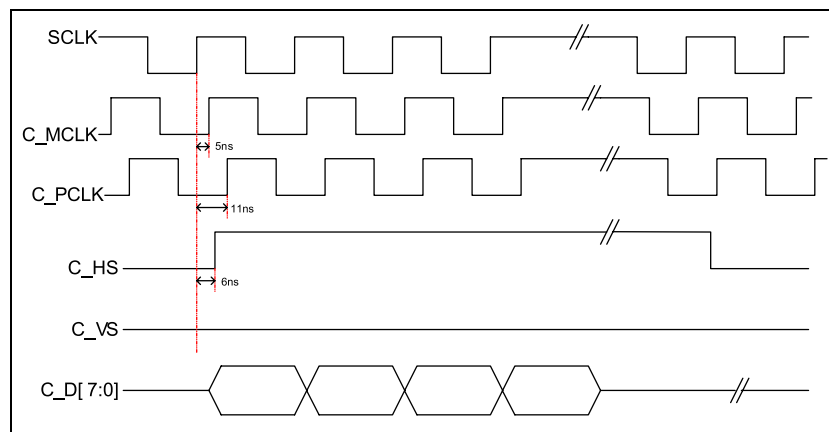 SCLK
C_MCLK
5ns
C_PCLK
11ns
C_HS
6ns
C_VS
C_D[ 7:0]